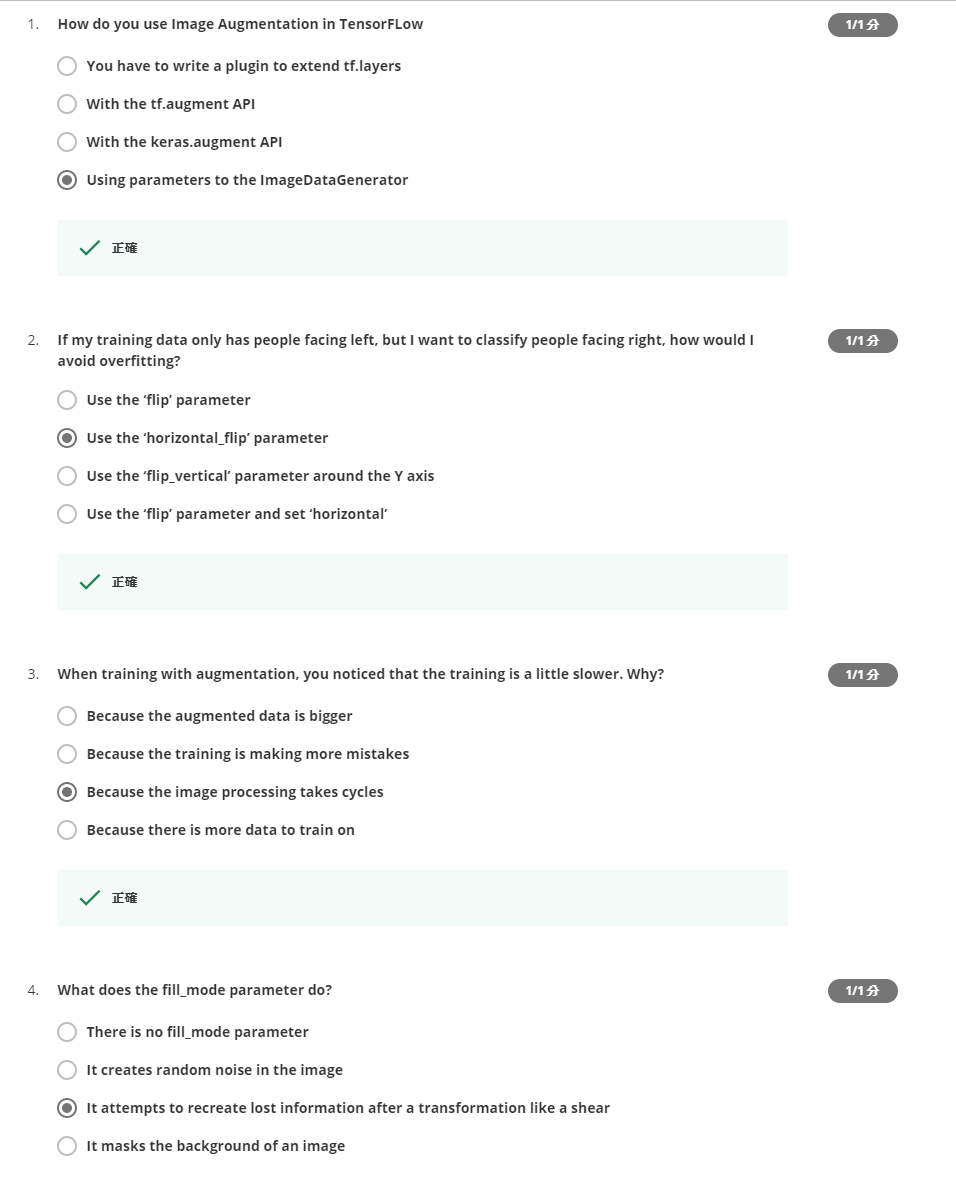 1. How do you use Image Augmentation in TensorFLow
1/1 分
You have to write a plugin to extend tf.layers
With the tf.augment API
With the keras.augment API
Using parameters to the ImageDataGenerator
正確
2. If my training data only has people facing left, but I want to classify people facing right, how would I
avoid overfitting?
1/1 分
Use the ‘flip’ parameter
Use the ‘horizontal_flip’ parameter
Use the ‘flip_vertical’ parameter around the Y axis
Use the ‘flip’ parameter and set ‘horizontal’
正確
3. When training with augmentation, you noticed that the training is a little slower. Why?
1/1 分
Because the augmented data is bigger
Because the training is making more mistakes
Because the image processing takes cycles
Because there is more data to train on
正確
4. What does the fill_mode parameter do?
1/1 分
There is no fill_mode parameter
It creates random noise in the image
It attempts to recreate lost information after a transformation like a shear
It masks the background of an image